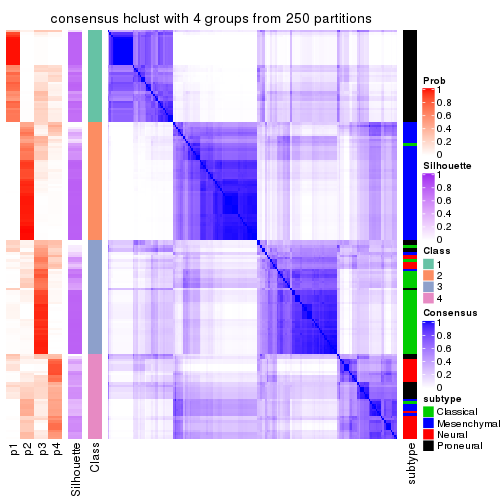 consensus hclust with 4 groups from 250 partitions
Prob
1
0.8
0.6
0.4
0.2
0
Silhouette
1
0.8
0.6
0.4
0.2
0
Class
1
2
3
4
Consensus
1
0.8
0.6
0.4
0.2
0
subtype
Classical
Mesenchymal
Neural
Proneural
p1
p2
p3
p4
Silhouette
Class
subtype